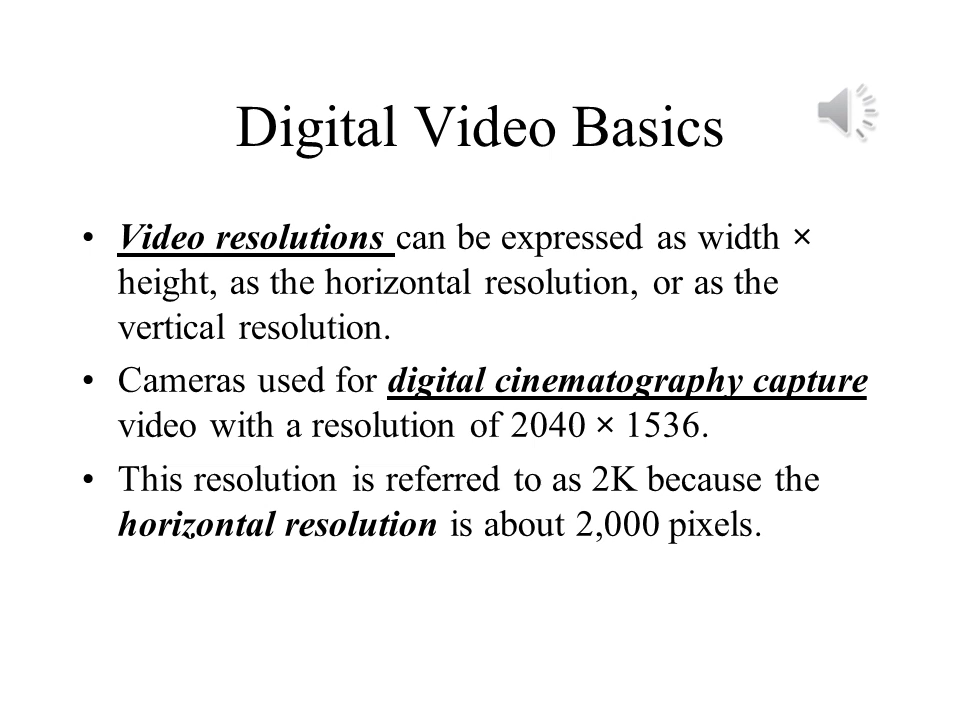 Digital Video Basics
• Video resolutions can be expressed as width ×
height, as the horizontal resolution, or as the
vertical resolution.
• Cameras used for digital cinematography capture
video with a resolution of 2040 × 1536.
• This resolution is referred to as 2K because the
horizontal resolution is about 2,000 pixels.